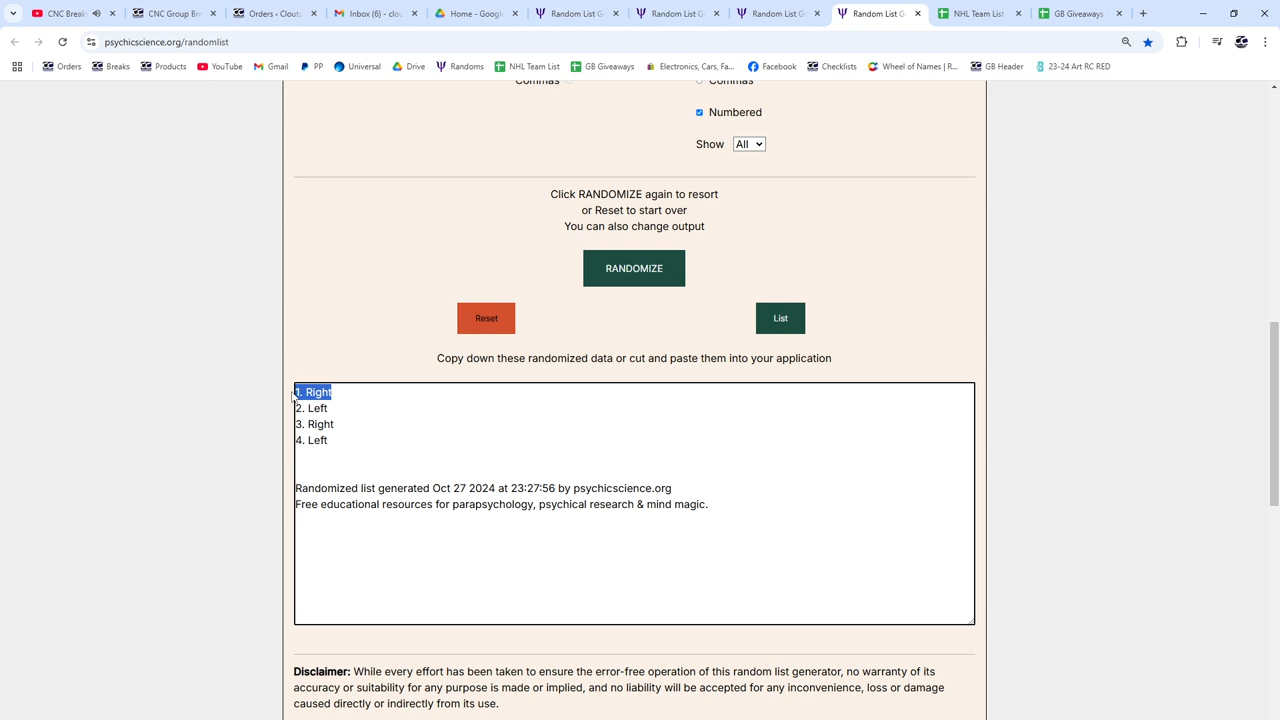 CNC Break
CNC Group Bre
Orders ‹ Clouts
Inbox (6) - clou
Home - Google
Random List Ge
Random List Ge
Random List Ge
Random List Ge
NHL Team List
GB Giveaways
psychicscience.org/randomlist
Orders
Breaks
Products
YouTube
Gmail
PP
Universal
Drive
Randoms
NHL Team List
GB Giveaways
Electronics, Cars, Fa...
Facebook
Checklists
Wheel of Names | R...
GB Header
23-24 Art RC RED
Commas
Commas
Numbered
Show All
Click RANDOMIZE again to resort
or Reset to start over
You can also change output
RANDOMIZE
Reset
List
Copy down these randomized data or cut and paste them into your application
1. Right
2. Left
3. Right
4. Left
Randomized list generated Oct 27 2024 at 23:27:56 by psychicscience.org
Free educational resources for parapsychology, psychical research & mind magic.
Disclaimer: While every effort has been taken to ensure the error-free operation of this random list generator, no warranty of its
accuracy or suitability for any purpose is made or implied, and no liability will be accepted for any inconvenience, loss or damage
caused directly or indirectly from its use.